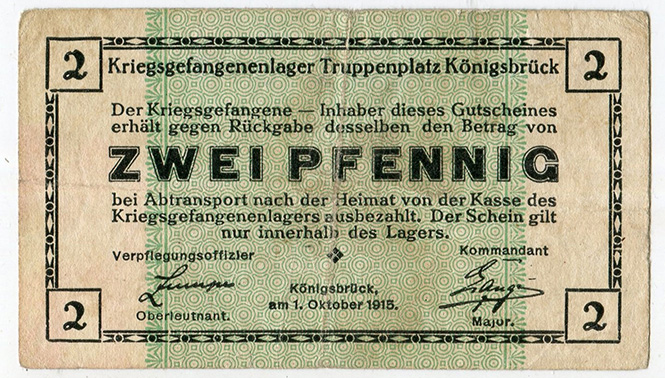 2 Kriegsgefangenenlager Truppenplatz Königsbrück 2
Der Kriegsgefangene — Inhaber dieses Gutscheines
erhält gegen Rückgabe desselben den Betrag von
ZWEI PFENNIG
bei Abtransport nach der Heimat von der Kasse des
Kriegsgefangenenlagers ausbezahlt. Der Schein gilt
nur innerhalb des Lagers.
Verpflegungsoffizier Kommandant
Königsbrück,
am 1. Oktober 1915.
Oberleutnant. Major.
2 2